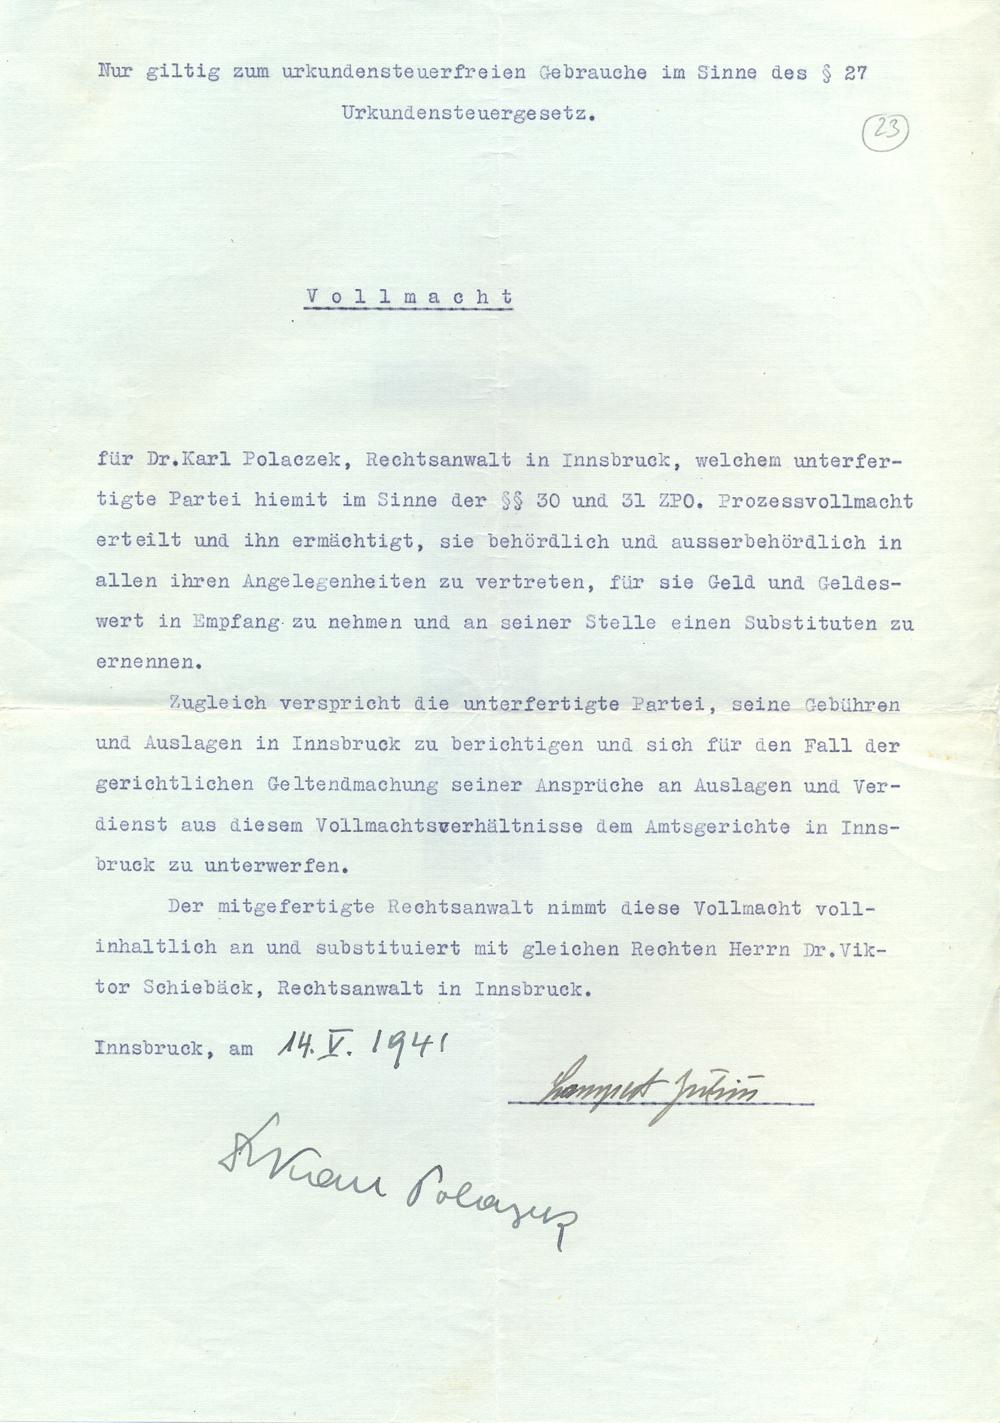 Nur giltig zum urkundensteuerfreien Gebrauche im Sinne des § 27
Urkundensteuergesetz.
23
Vollmacht
für Dr.Karl Polaczek, Rechtsanwalt in Innsbruck, welchem unterfer-
tigte Partei hiemit im Sinne der §§ 30 und 31 ZPO. Prozessvollmacht
erteilt und ihn ermächtigt, sie behördlich und ausserbehördlich in
allen ihren Angelegenheiten zu vertreten, für sie Geld und Geldes-
wert in Empfang zu nehmen und an seiner Stelle einen Substituten zu
ernennen.
Zugleich verspricht die unterfertigte Partei, seine Gebühren
und Auslagen in Innsbruck zu berichtigen und sich für den Fall der
gerichtlichen Geltendmachung seiner Ansprüche an Auslagen und Ver-
dienst aus diesem Vollmachtsverhältnisse dem Amtsgerichte in Inns-
bruck zu unterwerfen.
Der mitgefertigte Rechtsanwalt nimmt diese Vollmacht voll-
inhaltlich an und substituiert mit gleichen Rechten Herrn Dr.Vik-
tor Schiebäck, Rechtsanwalt in Innsbruck.
Innsbruck, am 14. V. 1941
Lampert